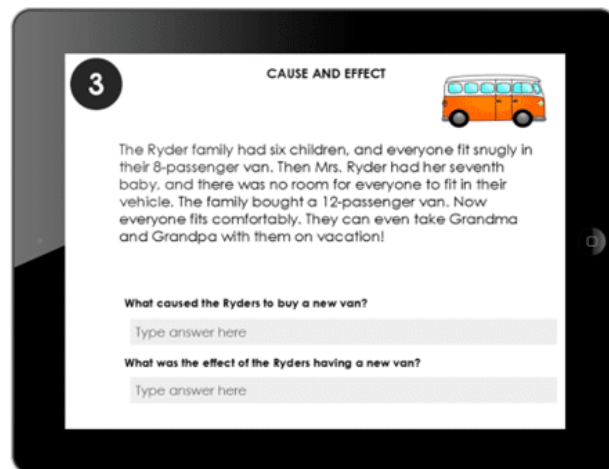 3
CAUSE AND EFFECT
The Ryder family had six children, and everyone fit snugly in
their 8-passenger van. Then Mrs. Ryder had her seventh
baby, and there was no room for everyone to fit in their
vehicle. The family bought a 12-passenger van. Now
everyone fits comfortably. They can even take Grandma
and Grandpa with them on vacation!
What caused the Ryders to buy a new van?
Type answer here
What was the effect of the Ryders having a new van?
Type answer here